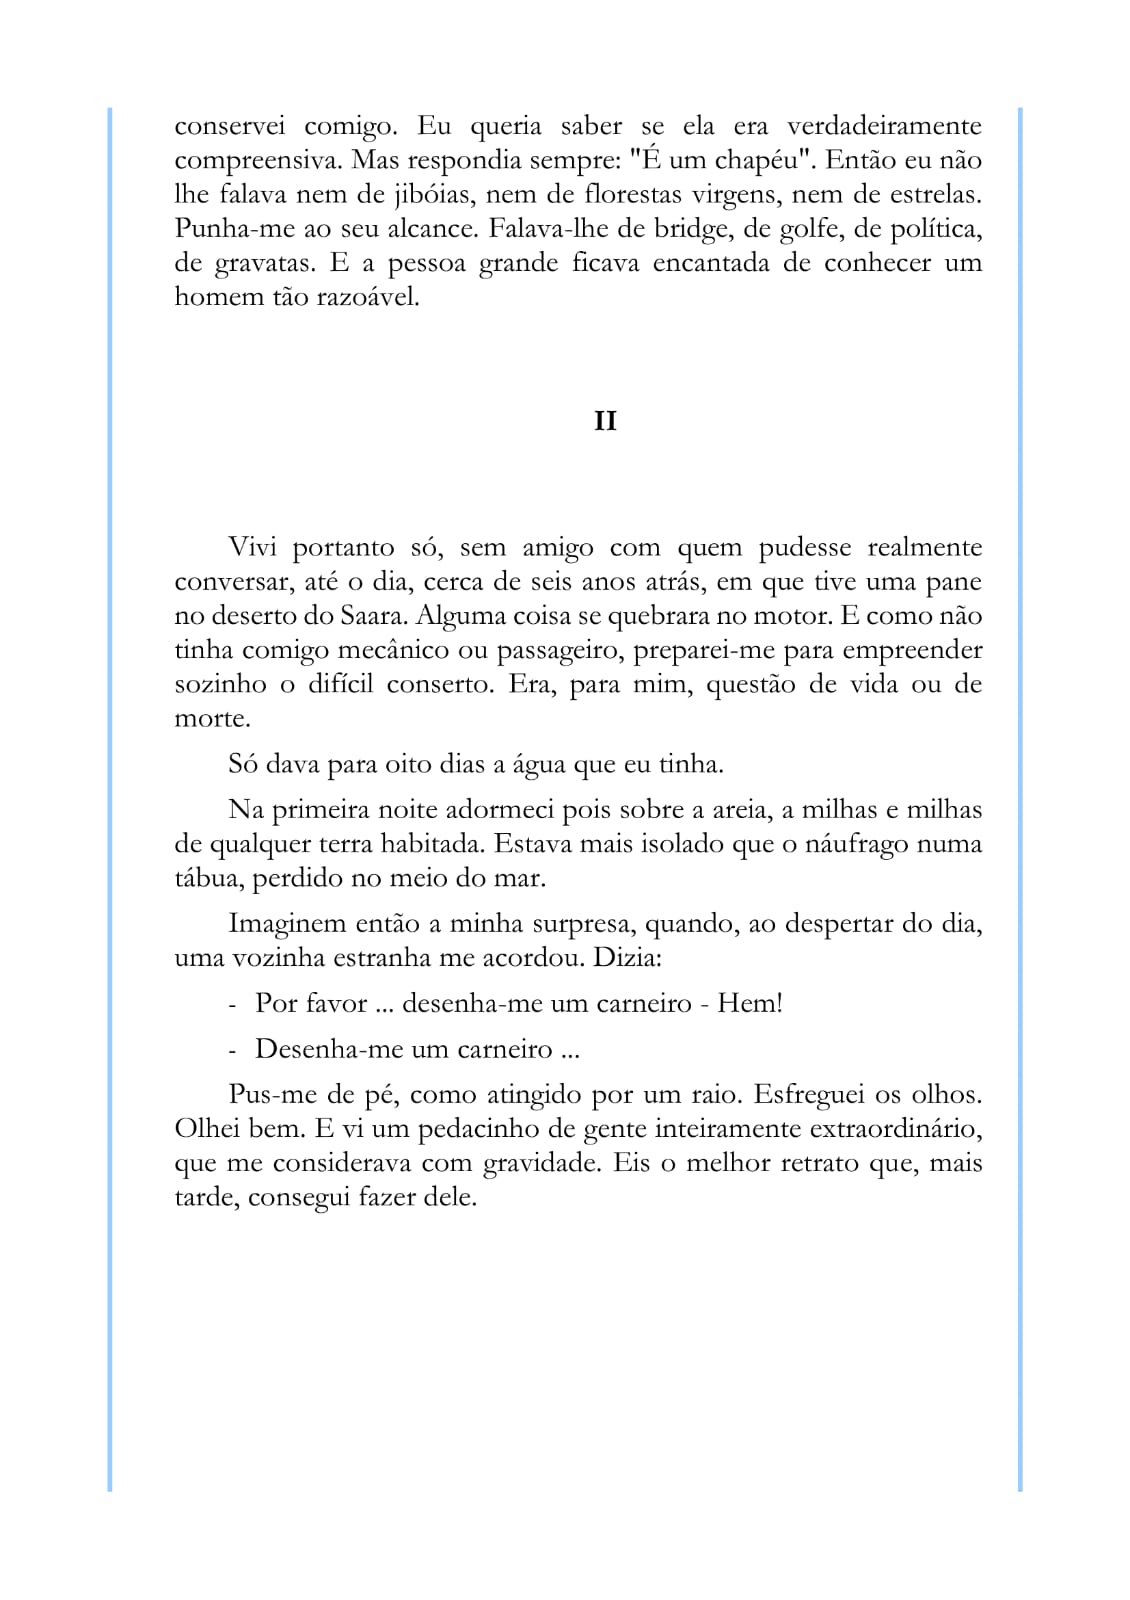 conservei comigo. Eu queria saber se ela era verdadeiramente
compreensiva. Mas respondia sempre: "É um chapéu". Então eu não
lhe falava nem de jibóias, nem de florestas virgens, nem de estrelas.
Punha-me ao seu alcance. Falava-lhe de bridge, de golfe, de política,
de gravatas. E a pessoa grande ficava encantada de conhecer um
homem tão razoável.
II
Vivi portanto só, sem amigo com quem pudesse realmente
conversar, até o dia, cerca de seis anos atrás, em que tive uma pane
no deserto do Saara. Alguma coisa se quebrara no motor. E como não
tinha comigo mecânico ou passageiro, preparei-me para empreender
sozinho o difícil conserto. Era, para mim, questão de vida ou de
morte.
Só dava para oito dias a água que eu tinha.
Na primeira noite adormeci pois sobre a areia, a milhas e milhas
de qualquer terra habitada. Estava mais isolado que o náufrago numa
tábua, perdido no meio do mar.
Imaginem então a minha surpresa, quando, ao despertar do dia,
uma vozinha estranha me acordou. Dizia:
- Por favor ... desenha-me um carneiro - Hem!
- Desenha-me um carneiro ...
Pus-me de pé, como atingido por um raio. Esfreguei os olhos.
Olhei bem. E vi um pedacinho de gente inteiramente extraordinário,
que me considerava com gravidade. Eis o melhor retrato que, mais
tarde, consegui fazer dele.